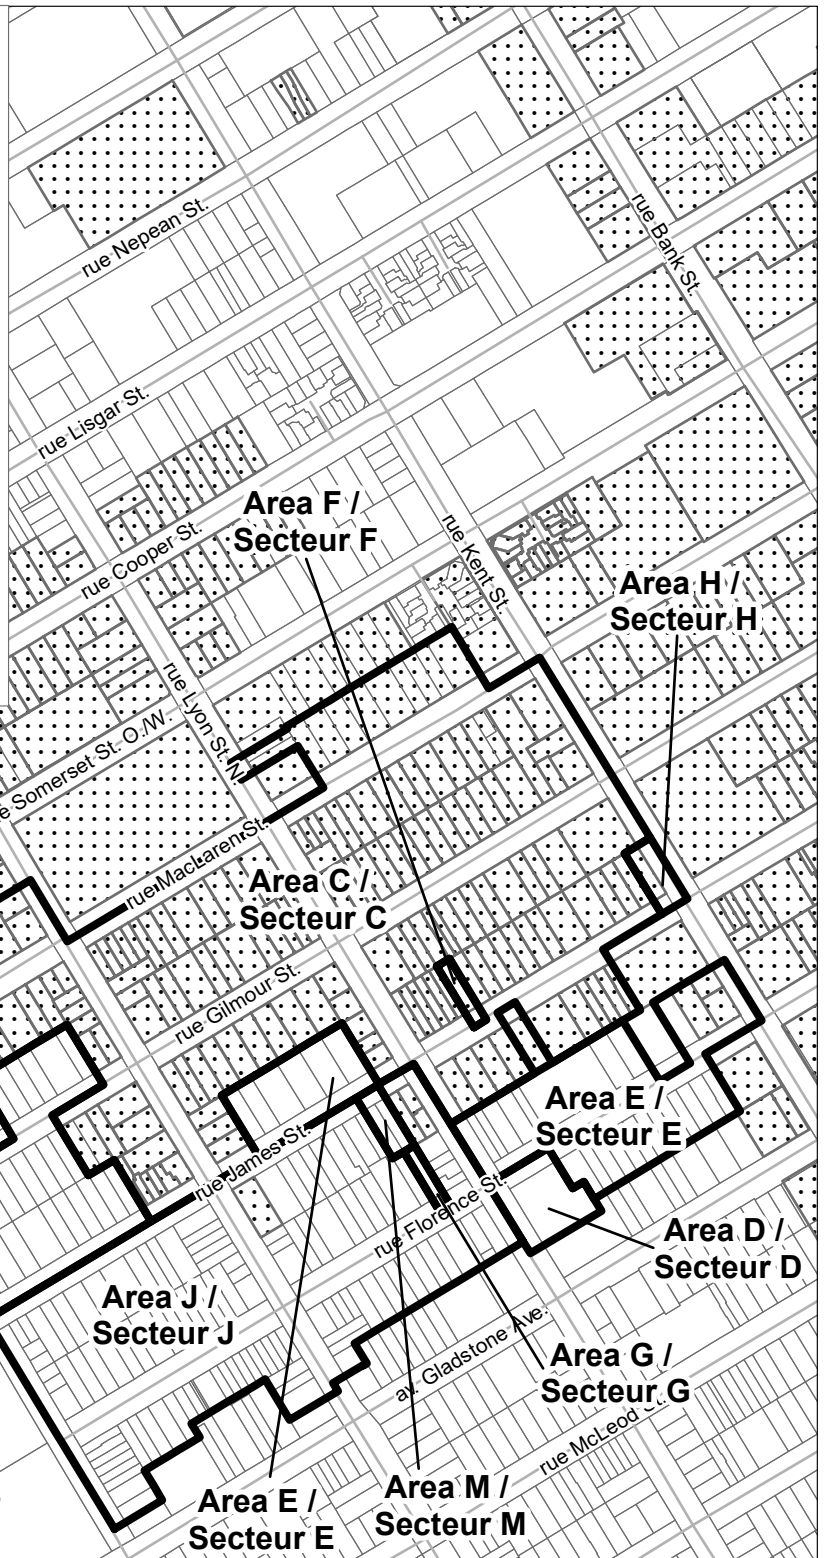 rue Nepean St.
rue Bank St.
rue Lisgar St.
Area F /
Secteur F
rue Cooper St.
rue Kent St.
Area H /
Secteur H
rue Lyon St. N.
e Somerset St. O./W.
rue MacLaren St.
Area C /
Secteur C
rue Gilmour St.
Area E /
Secteur E
rue James St.
rue Florence St.
Area D /
Secteur D
Area J /
Secteur J
av. Gladstone Ave.
Area G /
Secteur G
rue McLeod St.
Area E /
Secteur E
Area M /
Secteur M